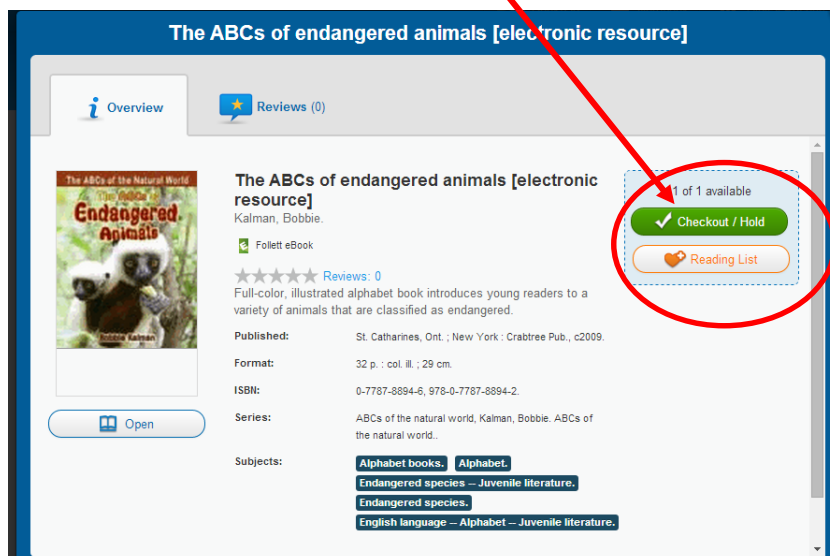 The ABCs of endangered animals [electronic resource]
Overview
Reviews (0)
The ABCs of the Natural World
The ABCs of
Endangered
Animals
Bobbie Kalman
Open
The ABCs of endangered animals [electronic
resource]
Kalman, Bobbie.
Follett eBook
Reviews: 0
Full-color, illustrated alphabet book introduces young readers to a
variety of animals that are classified as endangered.
Published: St. Catharines, Ont. ; New York : Crabtree Pub., c2009.
Format: 32 p. : col. ill. ; 29 cm.
ISBN: 0-7787-8894-6, 978-0-7787-8894-2.
Series: ABCs of the natural world, Kalman, Bobbie. ABCs of
the natural world..
Subjects: Alphabet books. Alphabet.
Endangered species -- Juvenile literature.
Endangered species.
English language -- Alphabet -- Juvenile literature.
1 of 1 available
Checkout / Hold
Reading List